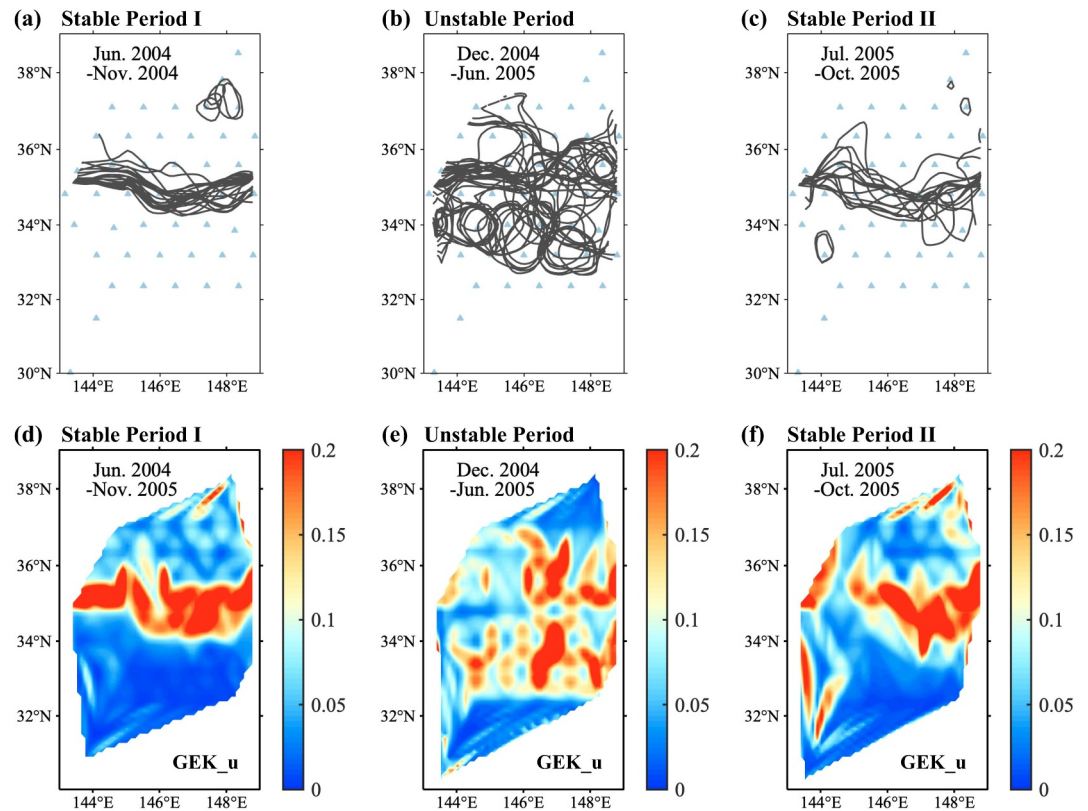 (a) Stable Period I
(b) Unstable Period
(c) Stable Period II
Jun. 2004
-Nov. 2004
Dec. 2004
-Jun. 2005
Jul. 2005
-Oct. 2005
38°N
36°N
34°N
32°N
30°N
144°E 146°E 148°E
38°N
36°N
34°N
32°N
30°N
144°E 146°E 148°E
38°N
36°N
34°N
32°N
30°N
144°E 146°E 148°E
(d) Stable Period I
(e) Unstable Period
(f) Stable Period II
Jun. 2004
-Nov. 2005
Dec. 2004
-Jun. 2005
Jul. 2005
-Oct. 2005
38°N
36°N
34°N
32°N
144°E 146°E 148°E
GEK_u
0.2
0.15
0.1
0.05
0
38°N
36°N
34°N
32°N
144°E 146°E 148°E
GEK_u
0.2
0.15
0.1
0.05
0
38°N
36°N
34°N
32°N
144°E 146°E 148°E
GEK_u
0.2
0.15
0.1
0.05
0